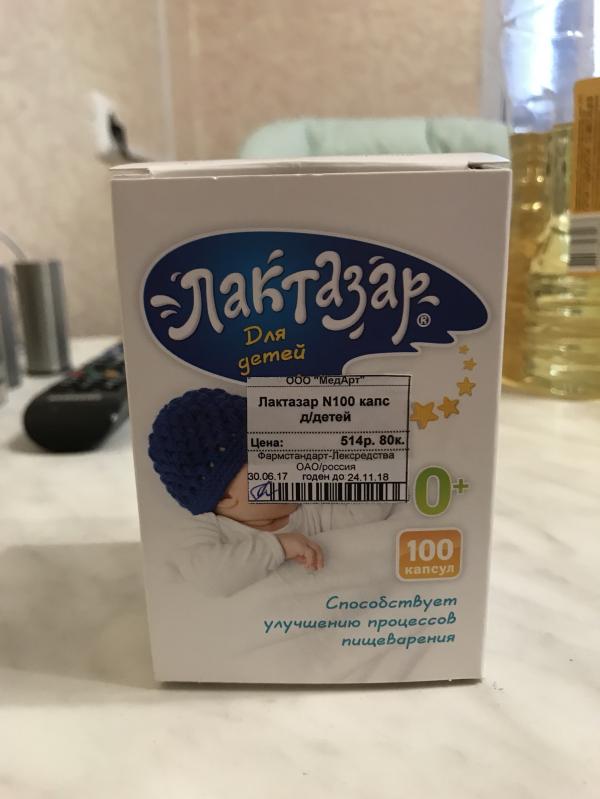 Лактазар®
Для
детей
ООО "МедАрт"
Лактазар N100 капс
д/детей
Цена: 514р. 80к.
Фармстандарт-Лексредства
ОАО/россия
30.06.17 годен до 24.11.18
0+
100
капсул
Способствует
улучшению процессов
пищеварения